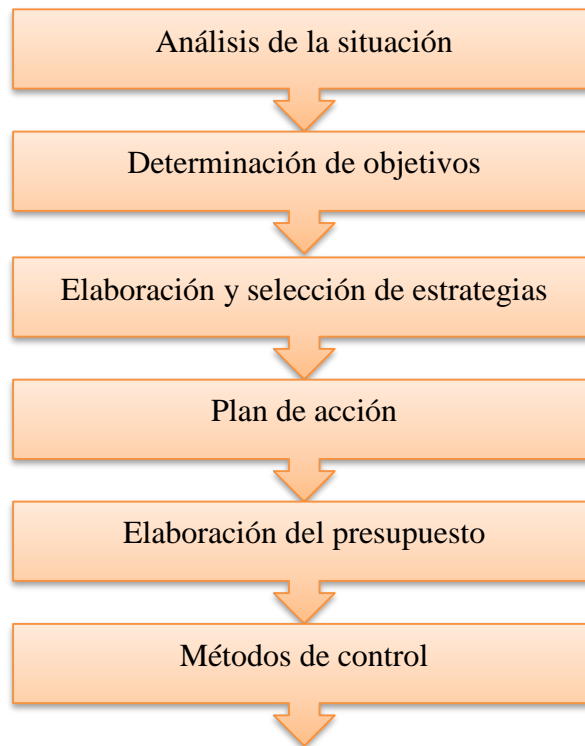 Análisis de la situación
Determinación de objetivos
Elaboración y selección de estrategias
Plan de acción
Elaboración del presupuesto
Métodos de control